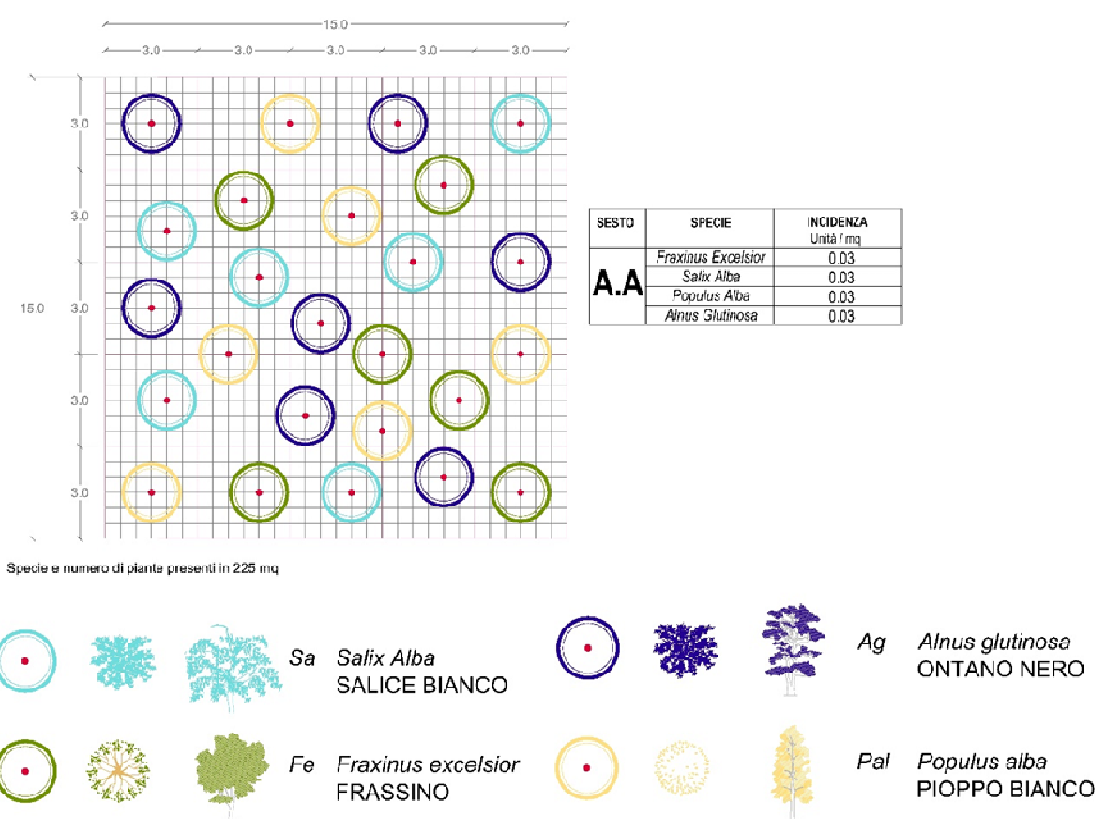 15.0
3.0 3.0 3.0 3.0 3.0
3.0
3.0
15.0 3.0
3.0
3.0
SESTO SPECIE INCIDENZA
Unità / mq
A.A
Fraxinus Excelsior 0.03
Salix Alba 0.03
Populus Alba 0.03
Alnus Glutinosa 0.03
Specie e numero di piante presenti in 225 mq
Sa Salix Alba
SALICE BIANCO
Ag Alnus glutinosa
ONTANO NERO
Fe Fraxinus excelsior
FRASSINO
Pal Populus alba
PIOPPO BIANCO